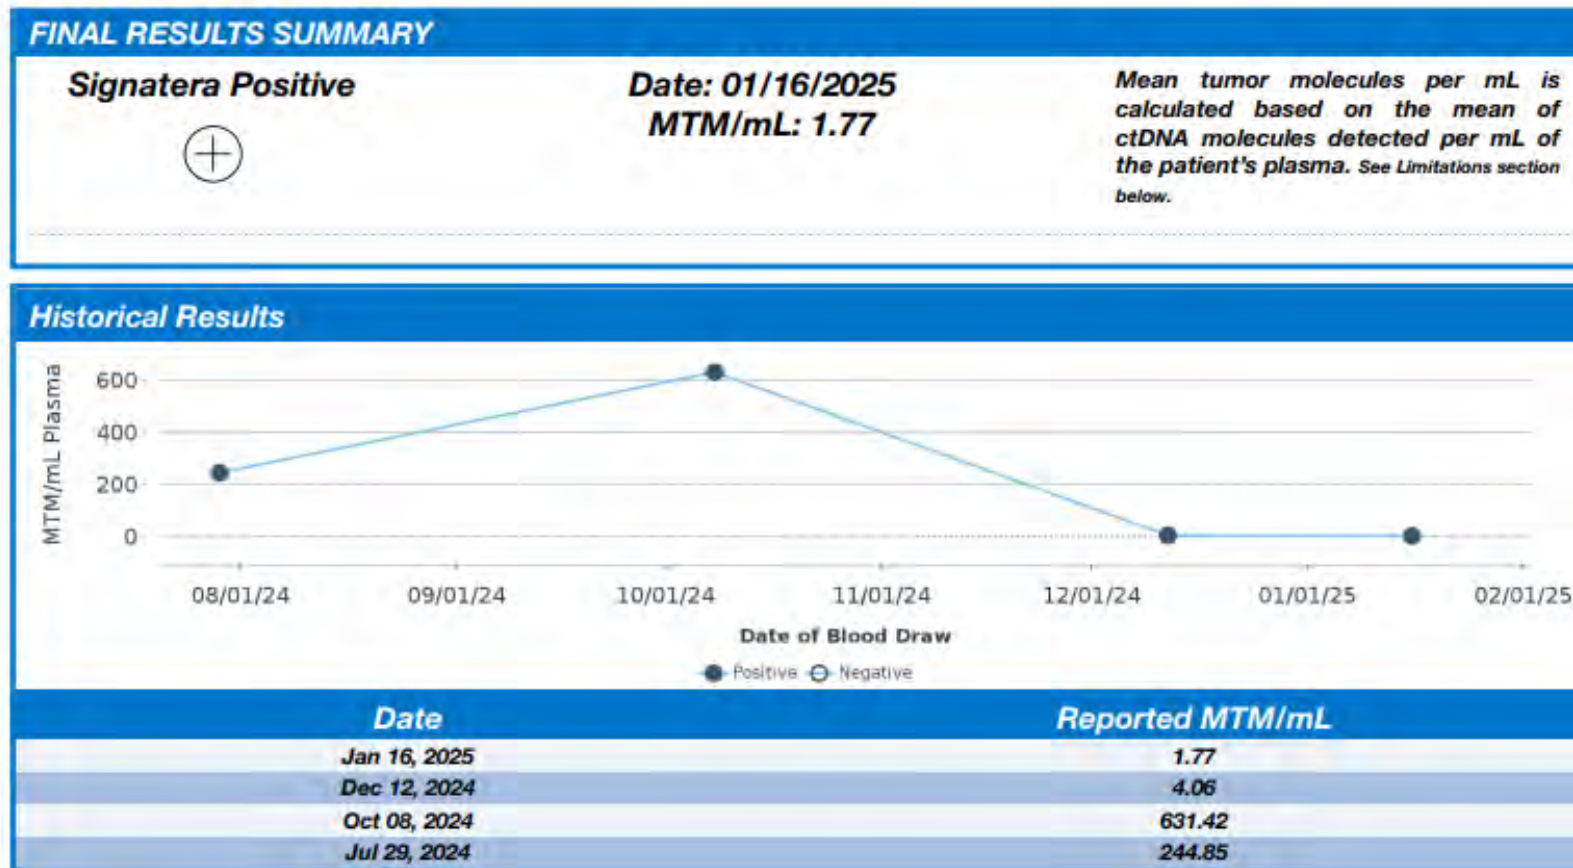 FINAL RESULTS SUMMARY
Signatera Positive
Date: 01/16/2025
MTM/mL: 1.77
Mean tumor molecules per mL is
calculated based on the mean of
ctDNA molecules detected per mL of
the patient's plasma. See Limitations section
below.
Historical Results
MTM/mL Plasma
600
400
200
0
08/01/24 09/01/24 10/01/24 11/01/24 12/01/24 01/01/25 02/01/25
Date of Blood Draw
Positive Negative
Date Reported MTM/mL
Jan 16, 2025 1.77
Dec 12, 2024 4.06
Oct 08, 2024 631.42
Jul 29, 2024 244.85